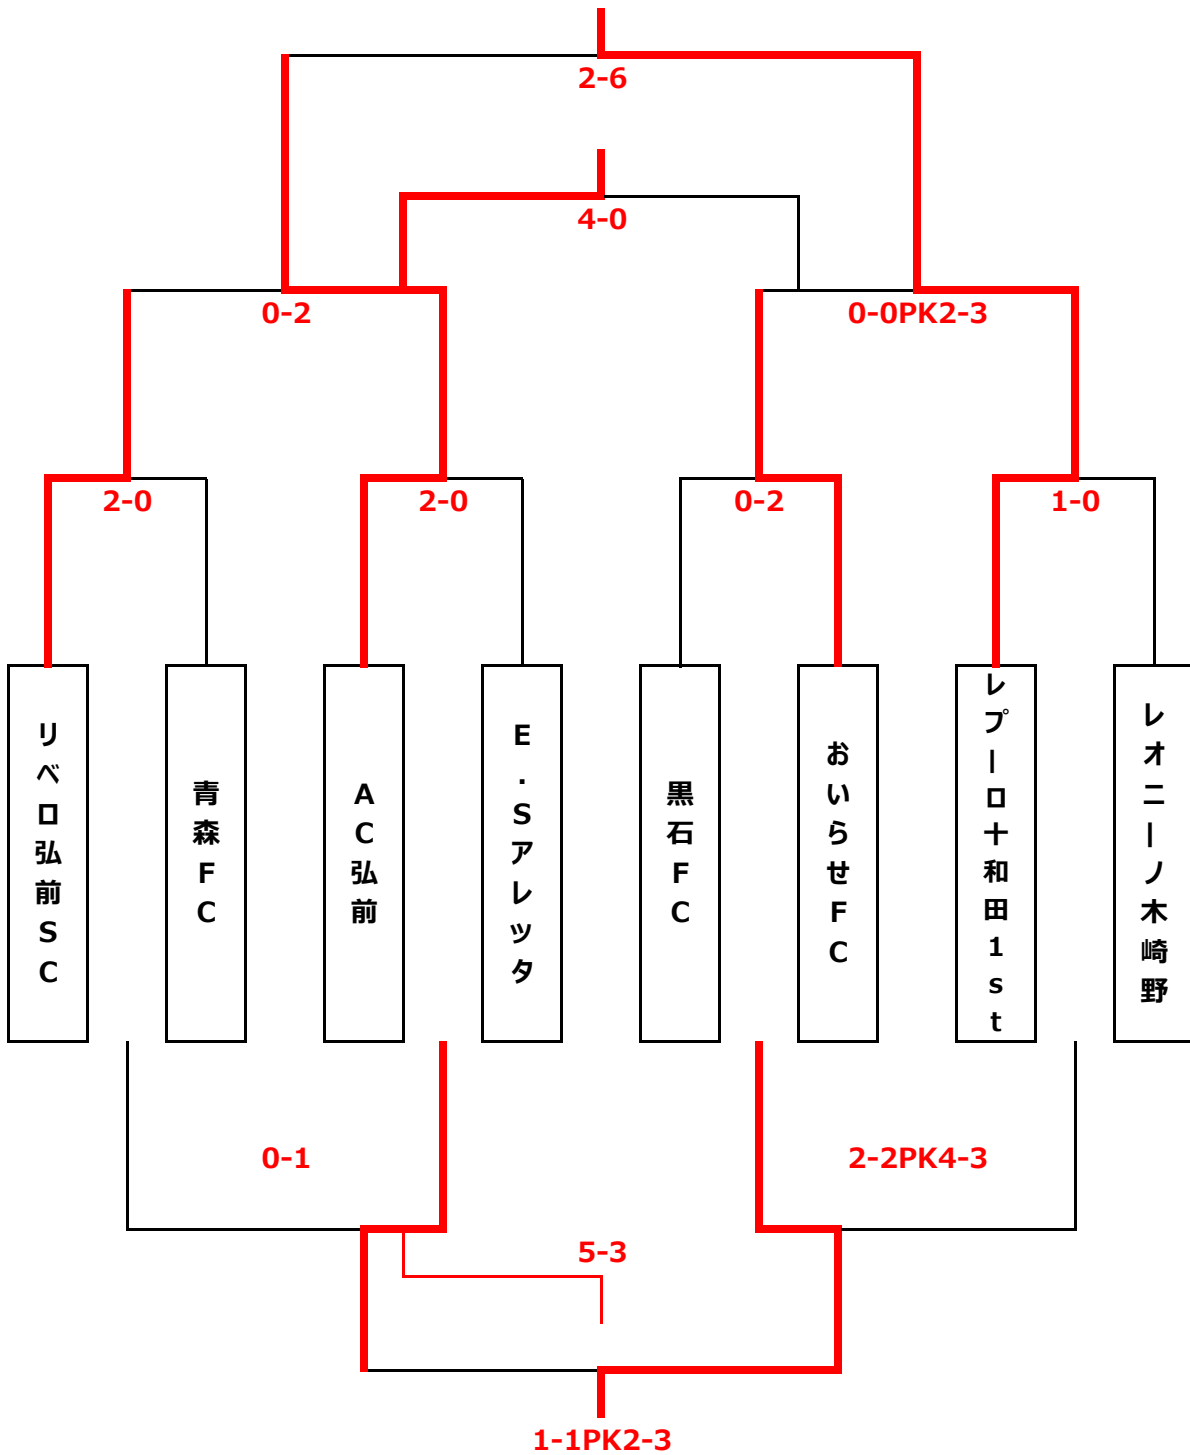 2-6
4-0
0-2
0-0PK2-3
2-0
2-0
0-2
1-0
リベロ弘前SC
青森FC
AC弘前
E.Sアレッタ
黒石FC
おいらせFC
レプーロ十和田1st
レオニーノ木崎野
0-1
2-2PK4-3
5-3
1-1PK2-3